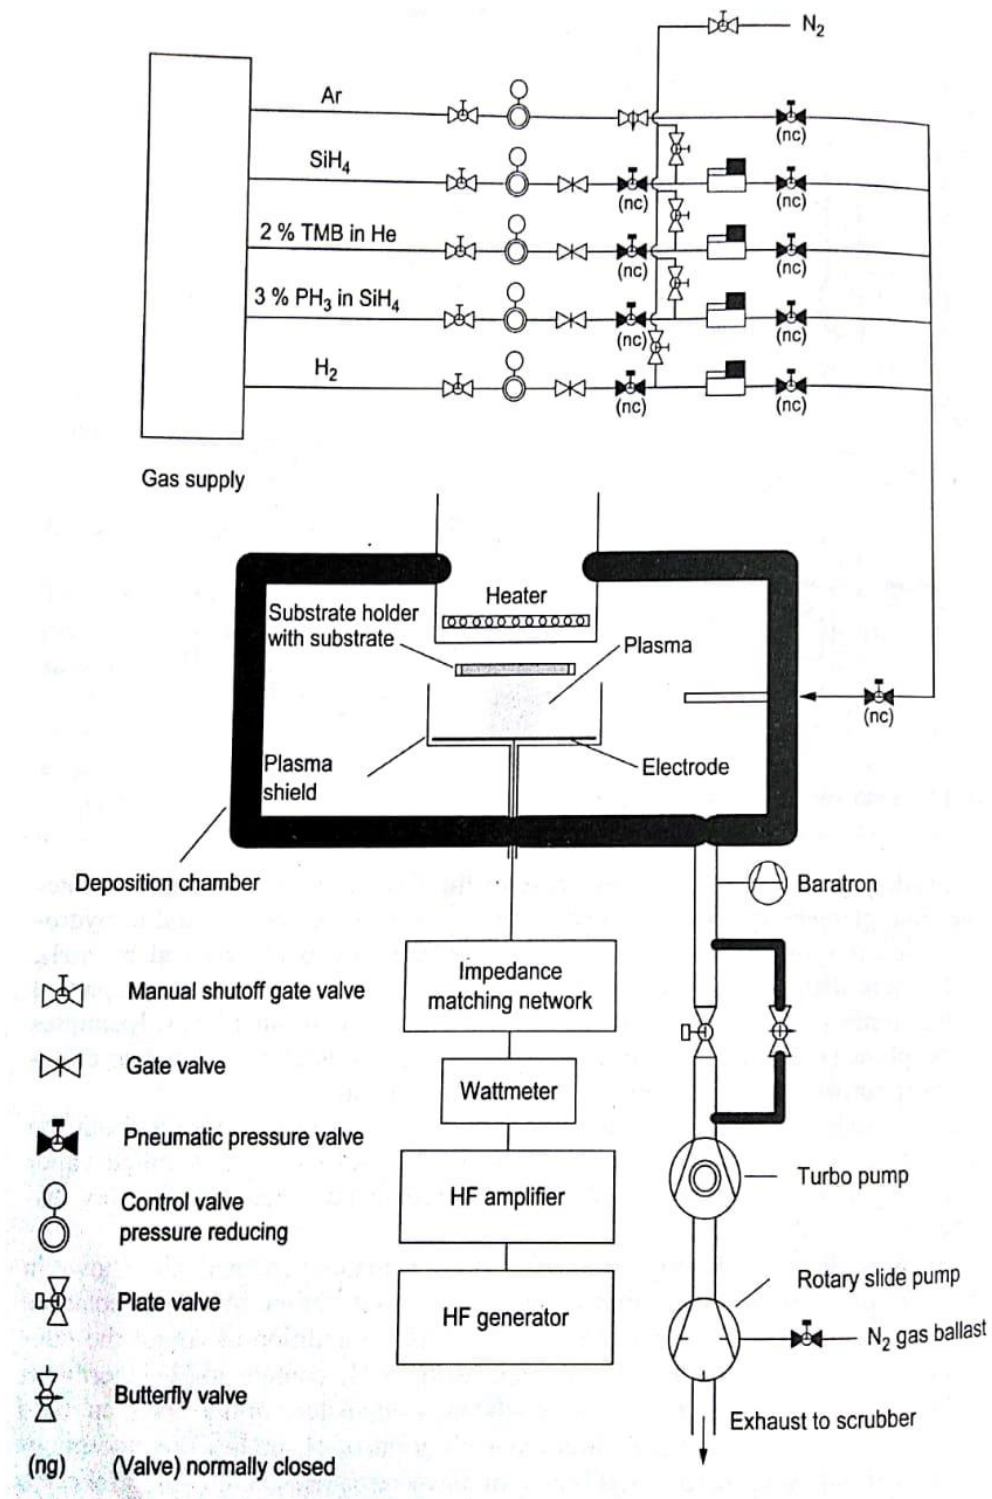 N₂
Ar
(nc)
SiH₄
(nc)
(nc)
2 % TMB in He
(nc)
(nc)
3 % PH₃ in SiH₄
(nc)
(nc)
H₂
(nc)
(nc)
Gas supply
Heater
Substrate holder
with substrate
Plasma
(nc)
Plasma
shield
Electrode
Deposition chamber
Baratron
Impedance
matching network
Manual shutoff gate valve
Gate valve
Wattmeter
Pneumatic pressure valve
Turbo pump
HF amplifier
Control valve
pressure reducing
Rotary slide pump
Plate valve
HF generator
N₂ gas ballast
Butterfly valve
Exhaust to scrubber
(ng) (Valve) normally closed